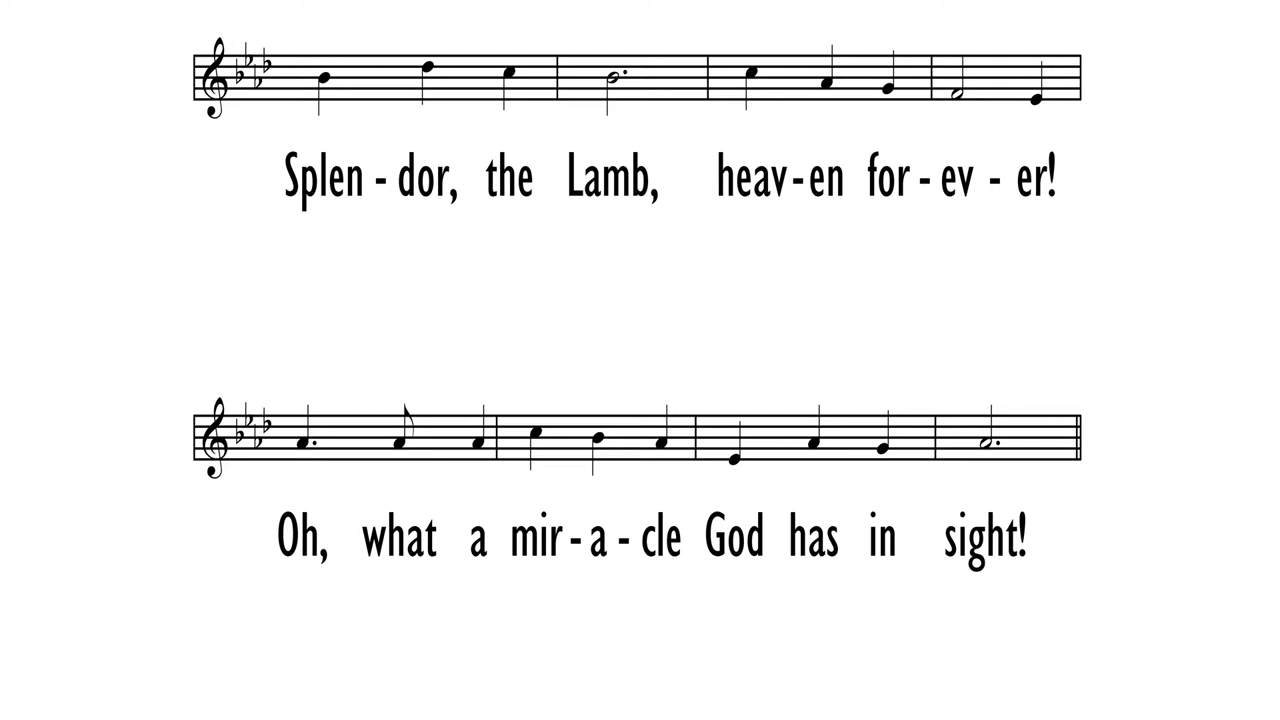 Splen - dor, the Lamb, heav - en for - ev - er!
Oh, what a mir - a - cle God has in sight!